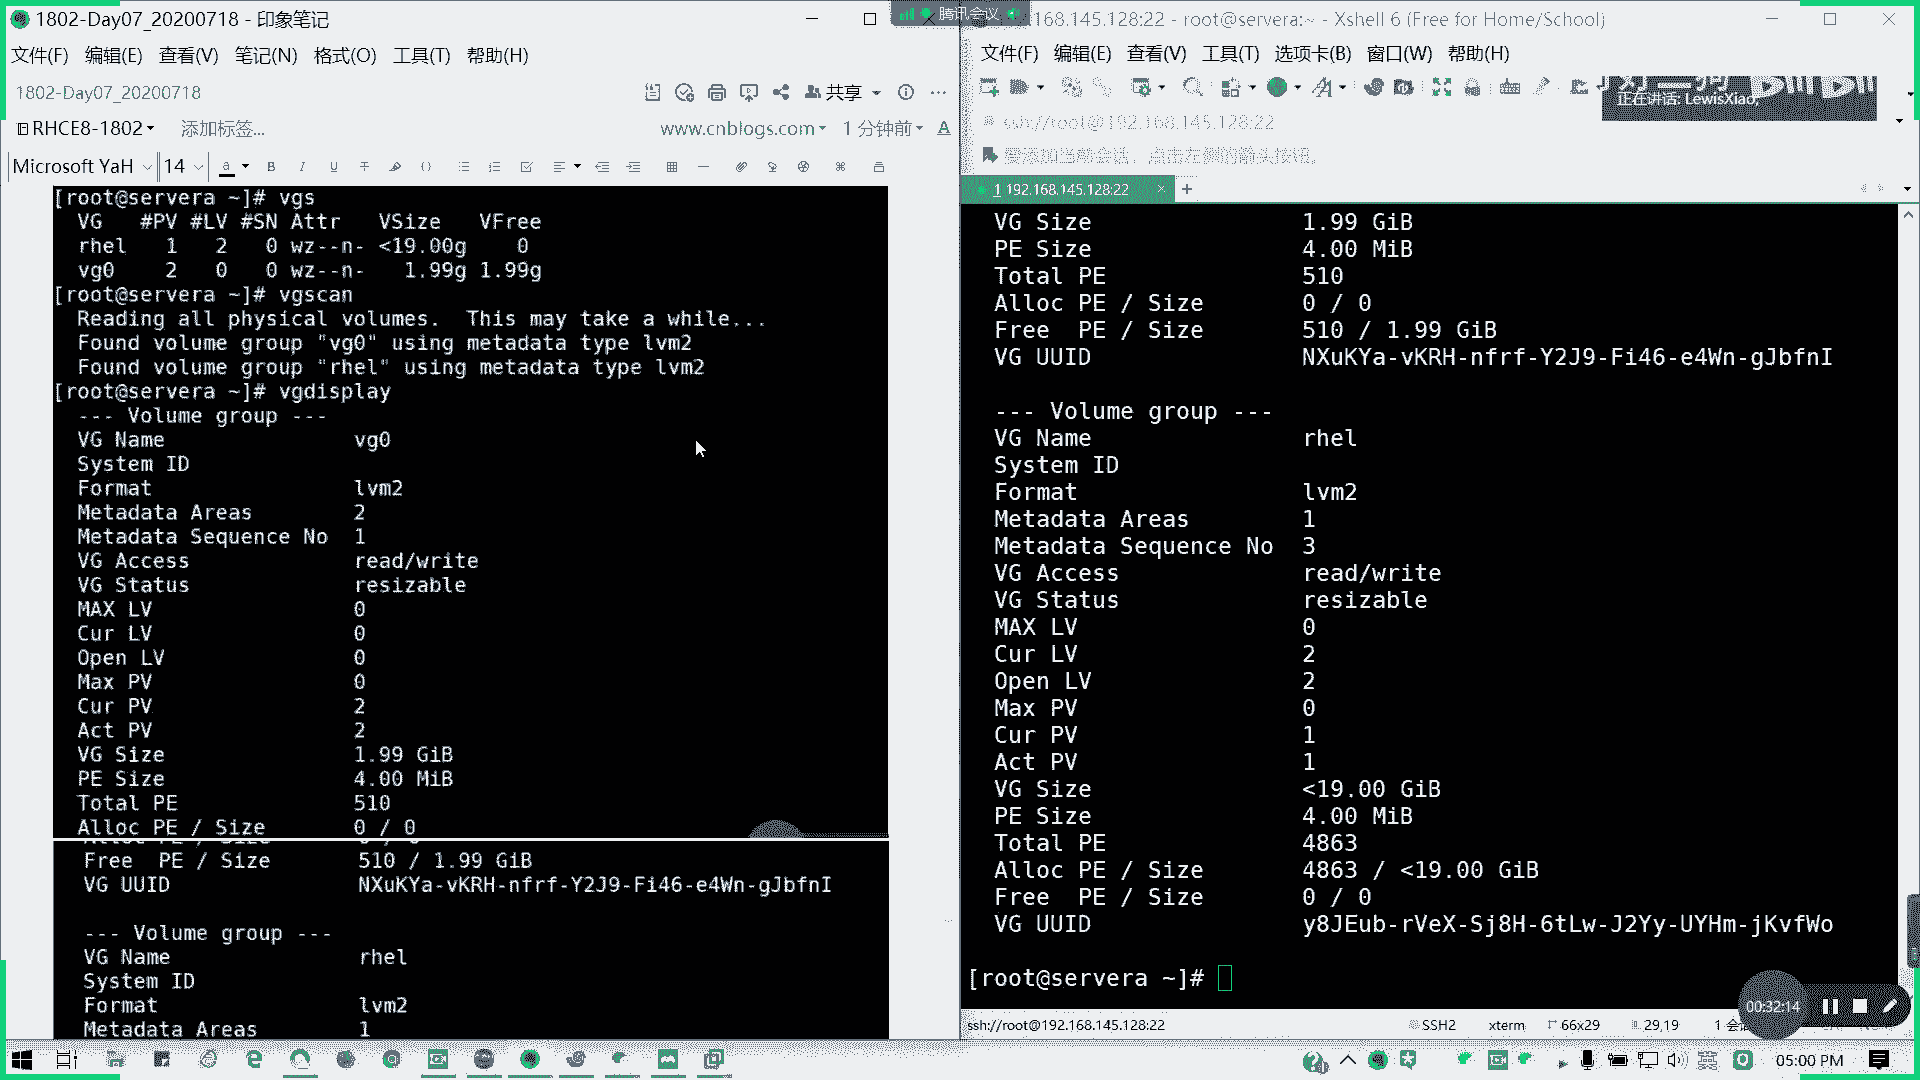 1802-Day07_20200718 - 印象笔记
文件(F) 编辑(E) 查看(V) 笔记(N) 格式(O) 工具(T) 帮助(H)
1802-Day07_20200718
共享
RHCE8-1802
添加标签...
www.cnblogs.com
1 分钟前
Microsoft YaH 14
[root@servera ~]# vgs
VG #PV #LV #SN Attr VSize VFree
rhel 1 2 0 wz--n- <19.00g 0
vg0 2 0 0 wz--n- 1.99g 1.99g
[root@servera ~]# vgscan
Reading all physical volumes. This may take a while...
Found volume group "vg0" using metadata type lvm2
Found volume group "rhel" using metadata type lvm2
[root@servera ~]# vgdisplay
--- Volume group ---
VG Name vg0
System ID
Format lvm2
Metadata Areas 2
Metadata Sequence No 1
VG Access read/write
VG Status resizable
MAX LV 0
Cur LV 0
Open LV 0
Max PV 0
Cur PV 2
Act PV 2
VG Size 1.99 GiB
PE Size 4.00 MiB
Total PE 510
Alloc PE / Size 0 / 0
Free PE / Size 510 / 1.99 GiB
VG UUID NXuKYa-vKRH-nfrf-Y2J9-Fi46-e4Wn-gJbfnI
--- Volume group ---
VG Name rhel
System ID
Format lvm2
Metadata Areas 1
腾讯会议
168.145.128:22 - root@servera:~ - Xshell 6 (Free for Home/School)
文件(F) 编辑(E) 查看(V) 工具(T) 选项卡(B) 窗口(W) 帮助(H)
正在讲话: LewisXiao;
ssh://root@192.168.145.128:22
要添加当前会话，点击左侧的箭头按钮。
1 192.168.145.128:22
VG Size 1.99 GiB
PE Size 4.00 MiB
Total PE 510
Alloc PE / Size 0 / 0
Free PE / Size 510 / 1.99 GiB
VG UUID NXuKYa-vKRH-nfrf-Y2J9-Fi46-e4Wn-gJbfnI
--- Volume group ---
VG Name rhel
System ID
Format lvm2
Metadata Areas 1
Metadata Sequence No 3
VG Access read/write
VG Status resizable
MAX LV 0
Cur LV 2
Open LV 2
Max PV 0
Cur PV 1
Act PV 1
VG Size <19.00 GiB
PE Size 4.00 MiB
Total PE 4863
Alloc PE / Size 4863 / <19.00 GiB
Free PE / Size 0 / 0
VG UUID y8JEub-rVeX-Sj8H-6tLw-J2Yy-UYHm-jKvfWo
[root@servera ~]#
00:32:14
ssh://root@192.168.145.128:22 SSH2 xterm 66x29 29,19
05:00 PM